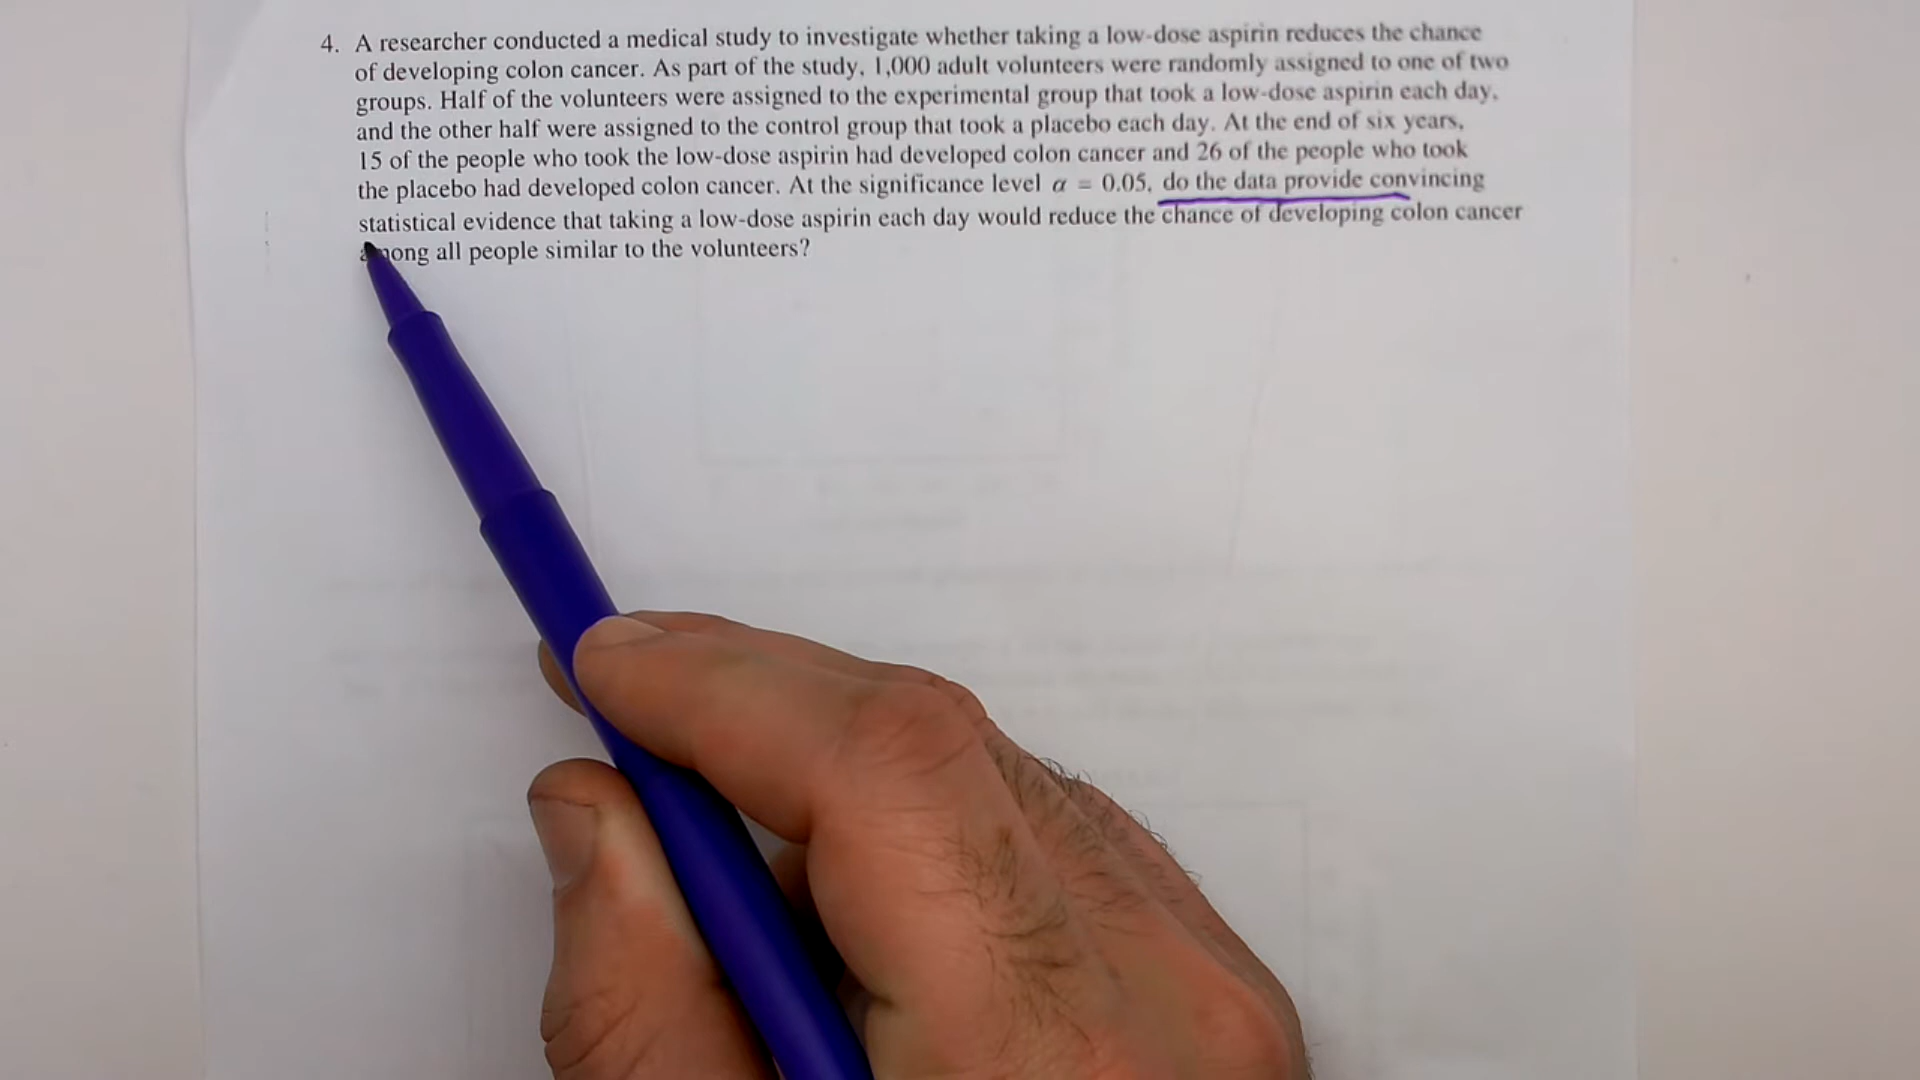 4. A researcher conducted a medical study to investigate whether taking a low-dose aspirin reduces the chance
of developing colon cancer. As part of the study, 1,000 adult volunteers were randomly assigned to one of two
groups. Half of the volunteers were assigned to the experimental group that took a low-dose aspirin each day,
and the other half were assigned to the control group that took a placebo each day. At the end of six years,
15 of the people who took the low-dose aspirin had developed colon cancer and 26 of the people who took
the placebo had developed colon cancer. At the significance level α = 0.05, do the data provide convincing
statistical evidence that taking a low-dose aspirin each day would reduce the chance of developing colon cancer
among all people similar to the volunteers?